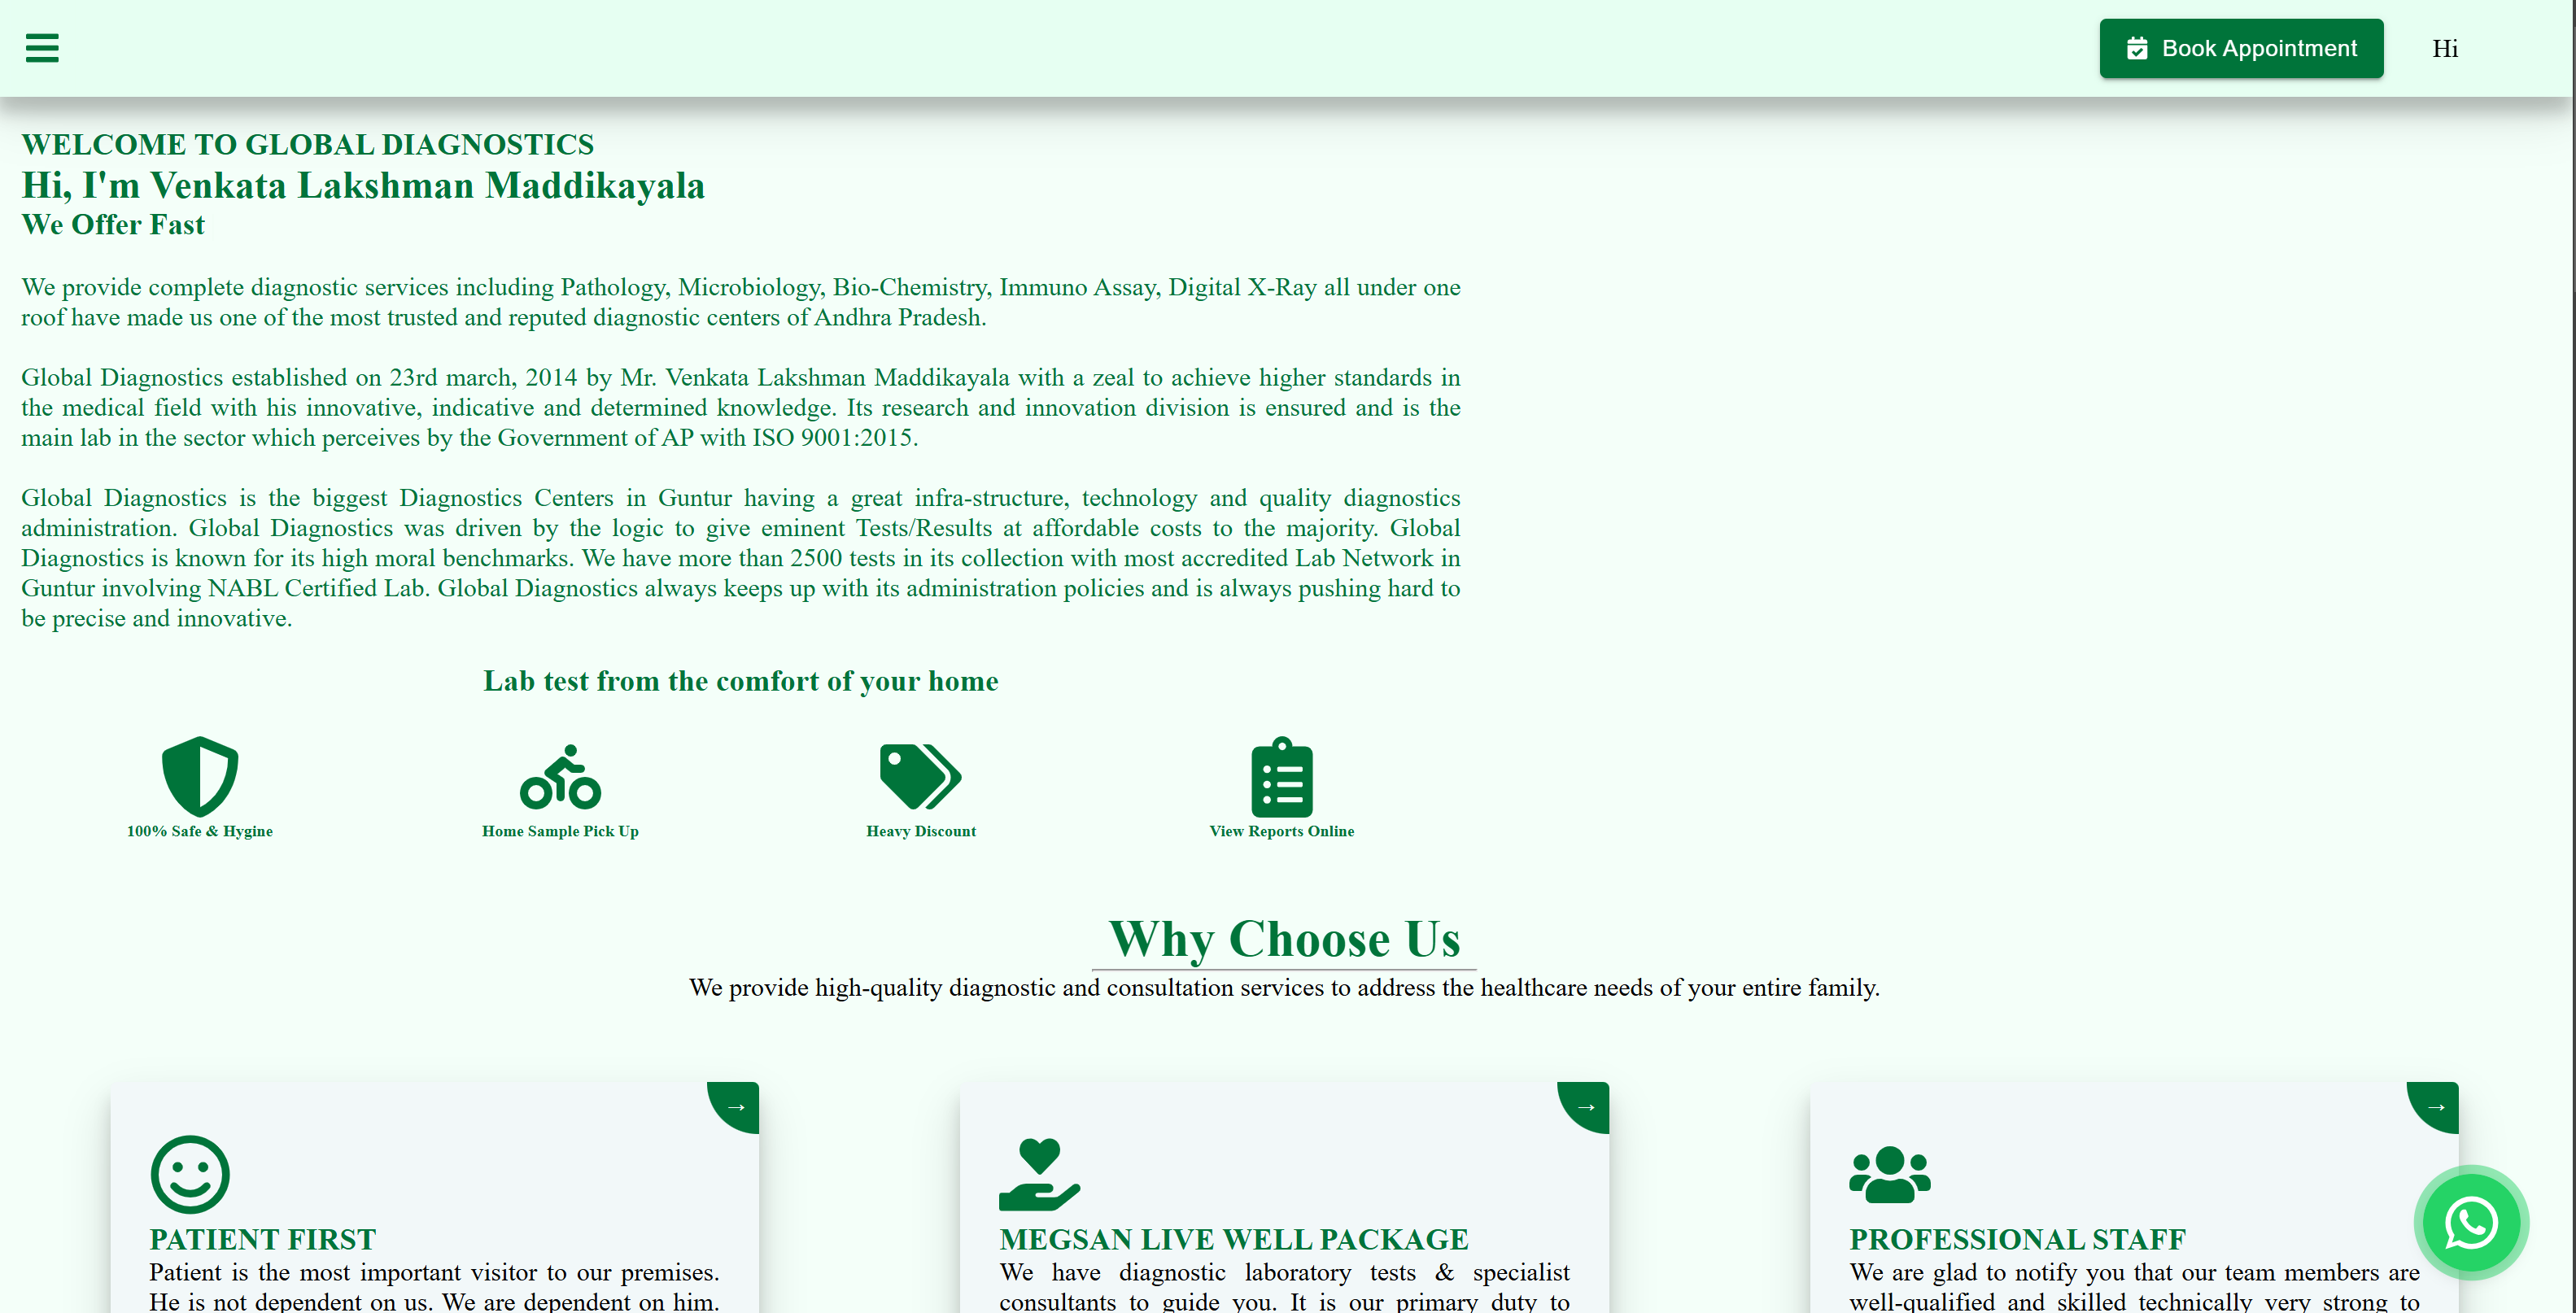 Book Appointment
Hi
WELCOME TO GLOBAL DIAGNOSTICS
Hi, I'm Venkata Lakshman Maddikayala
We Offer Fast
We provide complete diagnostic services including Pathology, Microbiology, Bio-Chemistry, Immuno Assay, Digital X-Ray all under one
roof have made us one of the most trusted and reputed diagnostic centers of Andhra Pradesh.
Global Diagnostics established on 23rd march, 2014 by Mr. Venkata Lakshman Maddikayala with a zeal to achieve higher standards in
the medical field with his innovative, indicative and determined knowledge. Its research and innovation division is ensured and is the
main lab in the sector which perceives by the Government of AP with ISO 9001:2015.
Global Diagnostics is the biggest Diagnostics Centers in Guntur having a great infra-structure, technology and quality diagnostics
administration. Global Diagnostics was driven by the logic to give eminent Tests/Results at affordable costs to the majority. Global
Diagnostics is known for its high moral benchmarks. We have more than 2500 tests in its collection with most accredited Lab Network in
Guntur involving NABL Certified Lab. Global Diagnostics always keeps up with its administration policies and is always pushing hard to
be precise and innovative.
Lab test from the comfort of your home
100% Safe & Hygine
Home Sample Pick Up
Heavy Discount
View Reports Online
Why Choose Us
We provide high-quality diagnostic and consultation services to address the healthcare needs of your entire family.
→
PATIENT FIRST
Patient is the most important visitor to our premises.
He is not dependent on us. We are dependent on him.
→
MEGSAN LIVE WELL PACKAGE
We have diagnostic laboratory tests & specialist
consultants to guide you. It is our primary duty to
→
PROFESSIONAL STAFF
We are glad to notify you that our team members are
well-qualified and skilled technically very strong to